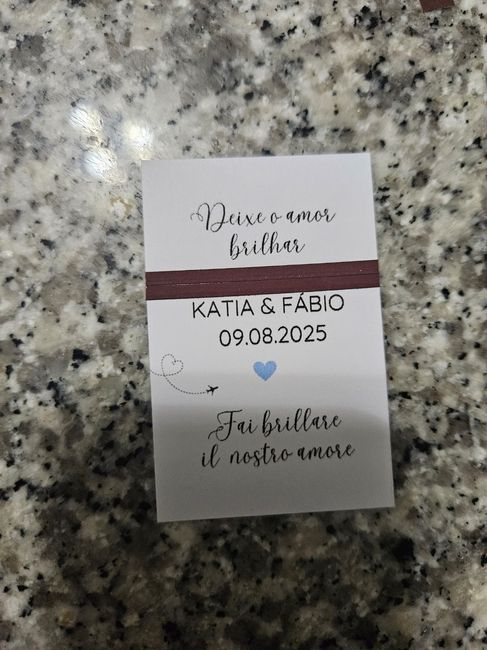 Deixe o amor
brilhar
KATIA & FÁBIO
09.08.2025
Fai brillare
il nostro amore